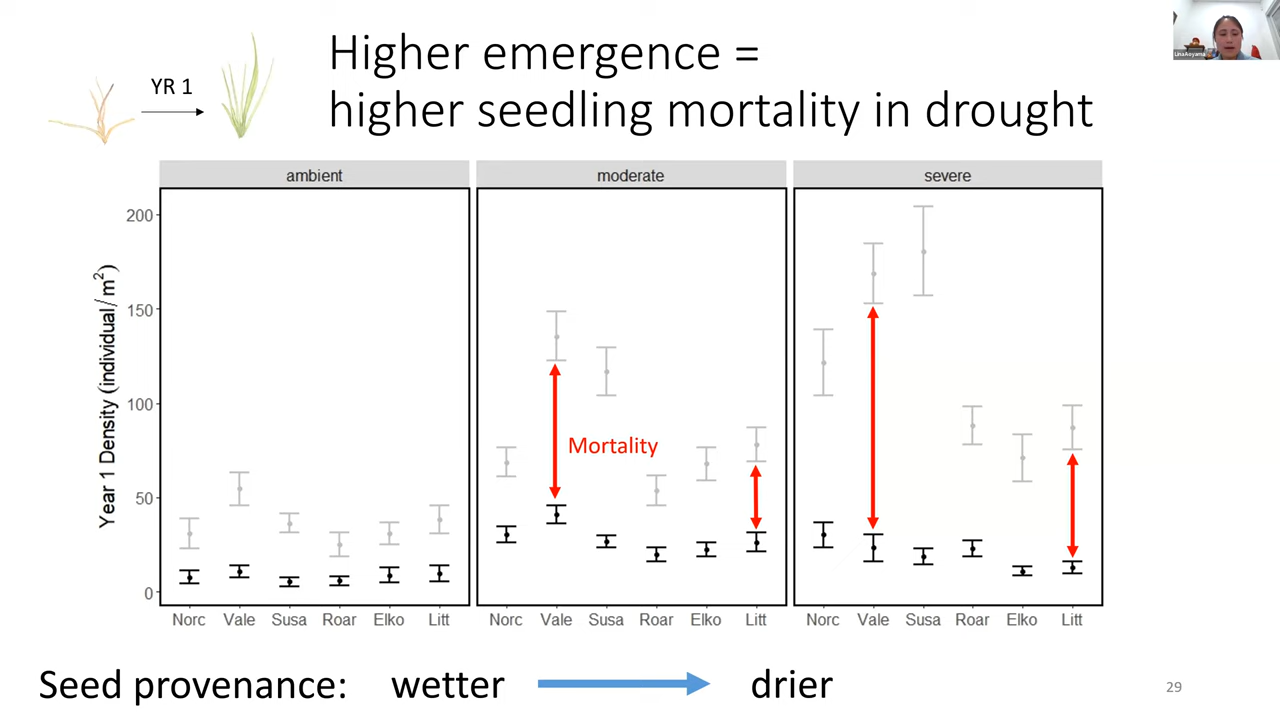 YR 1
Higher emergence =
higher seedling mortality in drought
LinaAoyama
ambient
moderate
severe
Year 1 Density (individual/m²)
200
150
100
50
0
Mortality
Norc Vale Susa Roar Elko Litt
Norc Vale Susa Roar Elko Litt
Norc Vale Susa Roar Elko Litt
Seed provenance: wetter drier
29